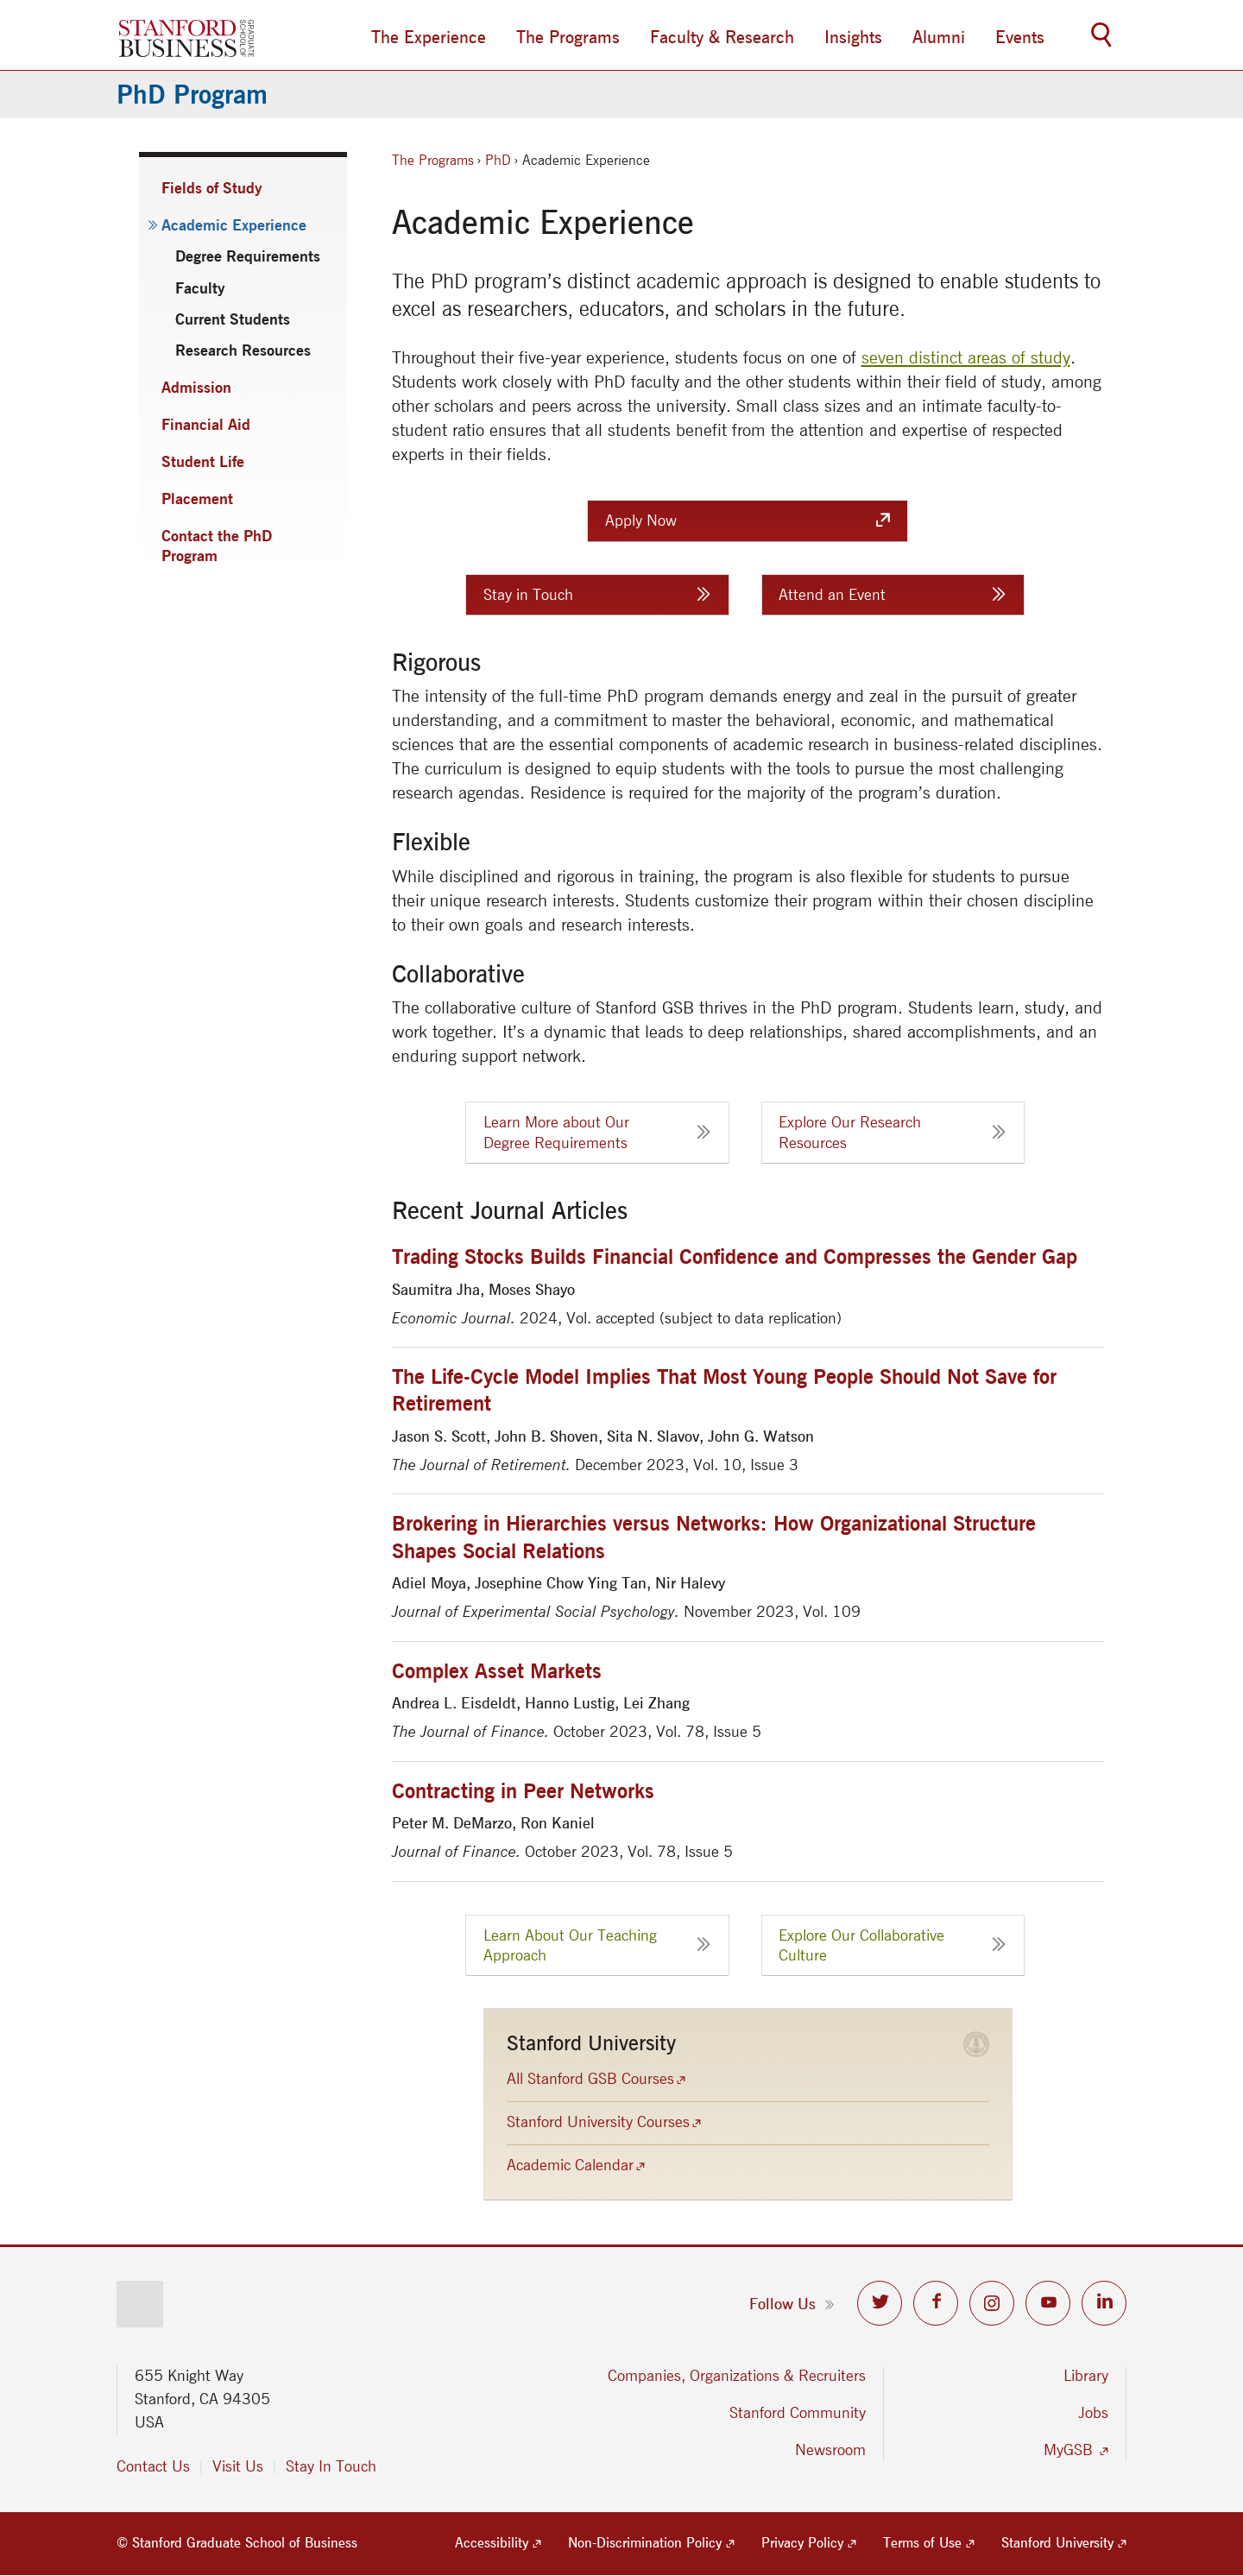 STANFORD
BUSINESS
GRADUATE
SCHOOL OF
The Experience
The Programs
Faculty & Research
Insights
Alumni
Events
PhD Program
Fields of Study
Academic Experience
Degree Requirements
Faculty
Current Students
Research Resources
Admission
Financial Aid
Student Life
Placement
Contact the PhD
Program
The Programs › PhD › Academic Experience
Academic Experience
The PhD program’s distinct academic approach is designed to enable students to
excel as researchers, educators, and scholars in the future.
Throughout their five-year experience, students focus on one of seven distinct areas of study.
Students work closely with PhD faculty and the other students within their field of study, among
other scholars and peers across the university. Small class sizes and an intimate faculty-to-
student ratio ensures that all students benefit from the attention and expertise of respected
experts in their fields.
Apply Now
Stay in Touch
Attend an Event
Rigorous
The intensity of the full-time PhD program demands energy and zeal in the pursuit of greater
understanding, and a commitment to master the behavioral, economic, and mathematical
sciences that are the essential components of academic research in business-related disciplines.
The curriculum is designed to equip students with the tools to pursue the most challenging
research agendas. Residence is required for the majority of the program’s duration.
Flexible
While disciplined and rigorous in training, the program is also flexible for students to pursue
their unique research interests. Students customize their program within their chosen discipline
to their own goals and research interests.
Collaborative
The collaborative culture of Stanford GSB thrives in the PhD program. Students learn, study, and
work together. It’s a dynamic that leads to deep relationships, shared accomplishments, and an
enduring support network.
Learn More about Our
Degree Requirements
Explore Our Research
Resources
Recent Journal Articles
Trading Stocks Builds Financial Confidence and Compresses the Gender Gap
Saumitra Jha, Moses Shayo
Economic Journal. 2024, Vol. accepted (subject to data replication)
The Life-Cycle Model Implies That Most Young People Should Not Save for
Retirement
Jason S. Scott, John B. Shoven, Sita N. Slavov, John G. Watson
The Journal of Retirement. December 2023, Vol. 10, Issue 3
Brokering in Hierarchies versus Networks: How Organizational Structure
Shapes Social Relations
Adiel Moya, Josephine Chow Ying Tan, Nir Halevy
Journal of Experimental Social Psychology. November 2023, Vol. 109
Complex Asset Markets
Andrea L. Eisdeldt, Hanno Lustig, Lei Zhang
The Journal of Finance. October 2023, Vol. 78, Issue 5
Contracting in Peer Networks
Peter M. DeMarzo, Ron Kaniel
Journal of Finance. October 2023, Vol. 78, Issue 5
Learn About Our Teaching
Approach
Explore Our Collaborative
Culture
Stanford University
All Stanford GSB Courses
Stanford University Courses
Academic Calendar
Follow Us
655 Knight Way
Stanford, CA 94305
USA
Contact Us
Visit Us
Stay In Touch
Companies, Organizations & Recruiters
Stanford Community
Newsroom
Library
Jobs
MyGSB
© Stanford Graduate School of Business
Accessibility
Non-Discrimination Policy
Privacy Policy
Terms of Use
Stanford University